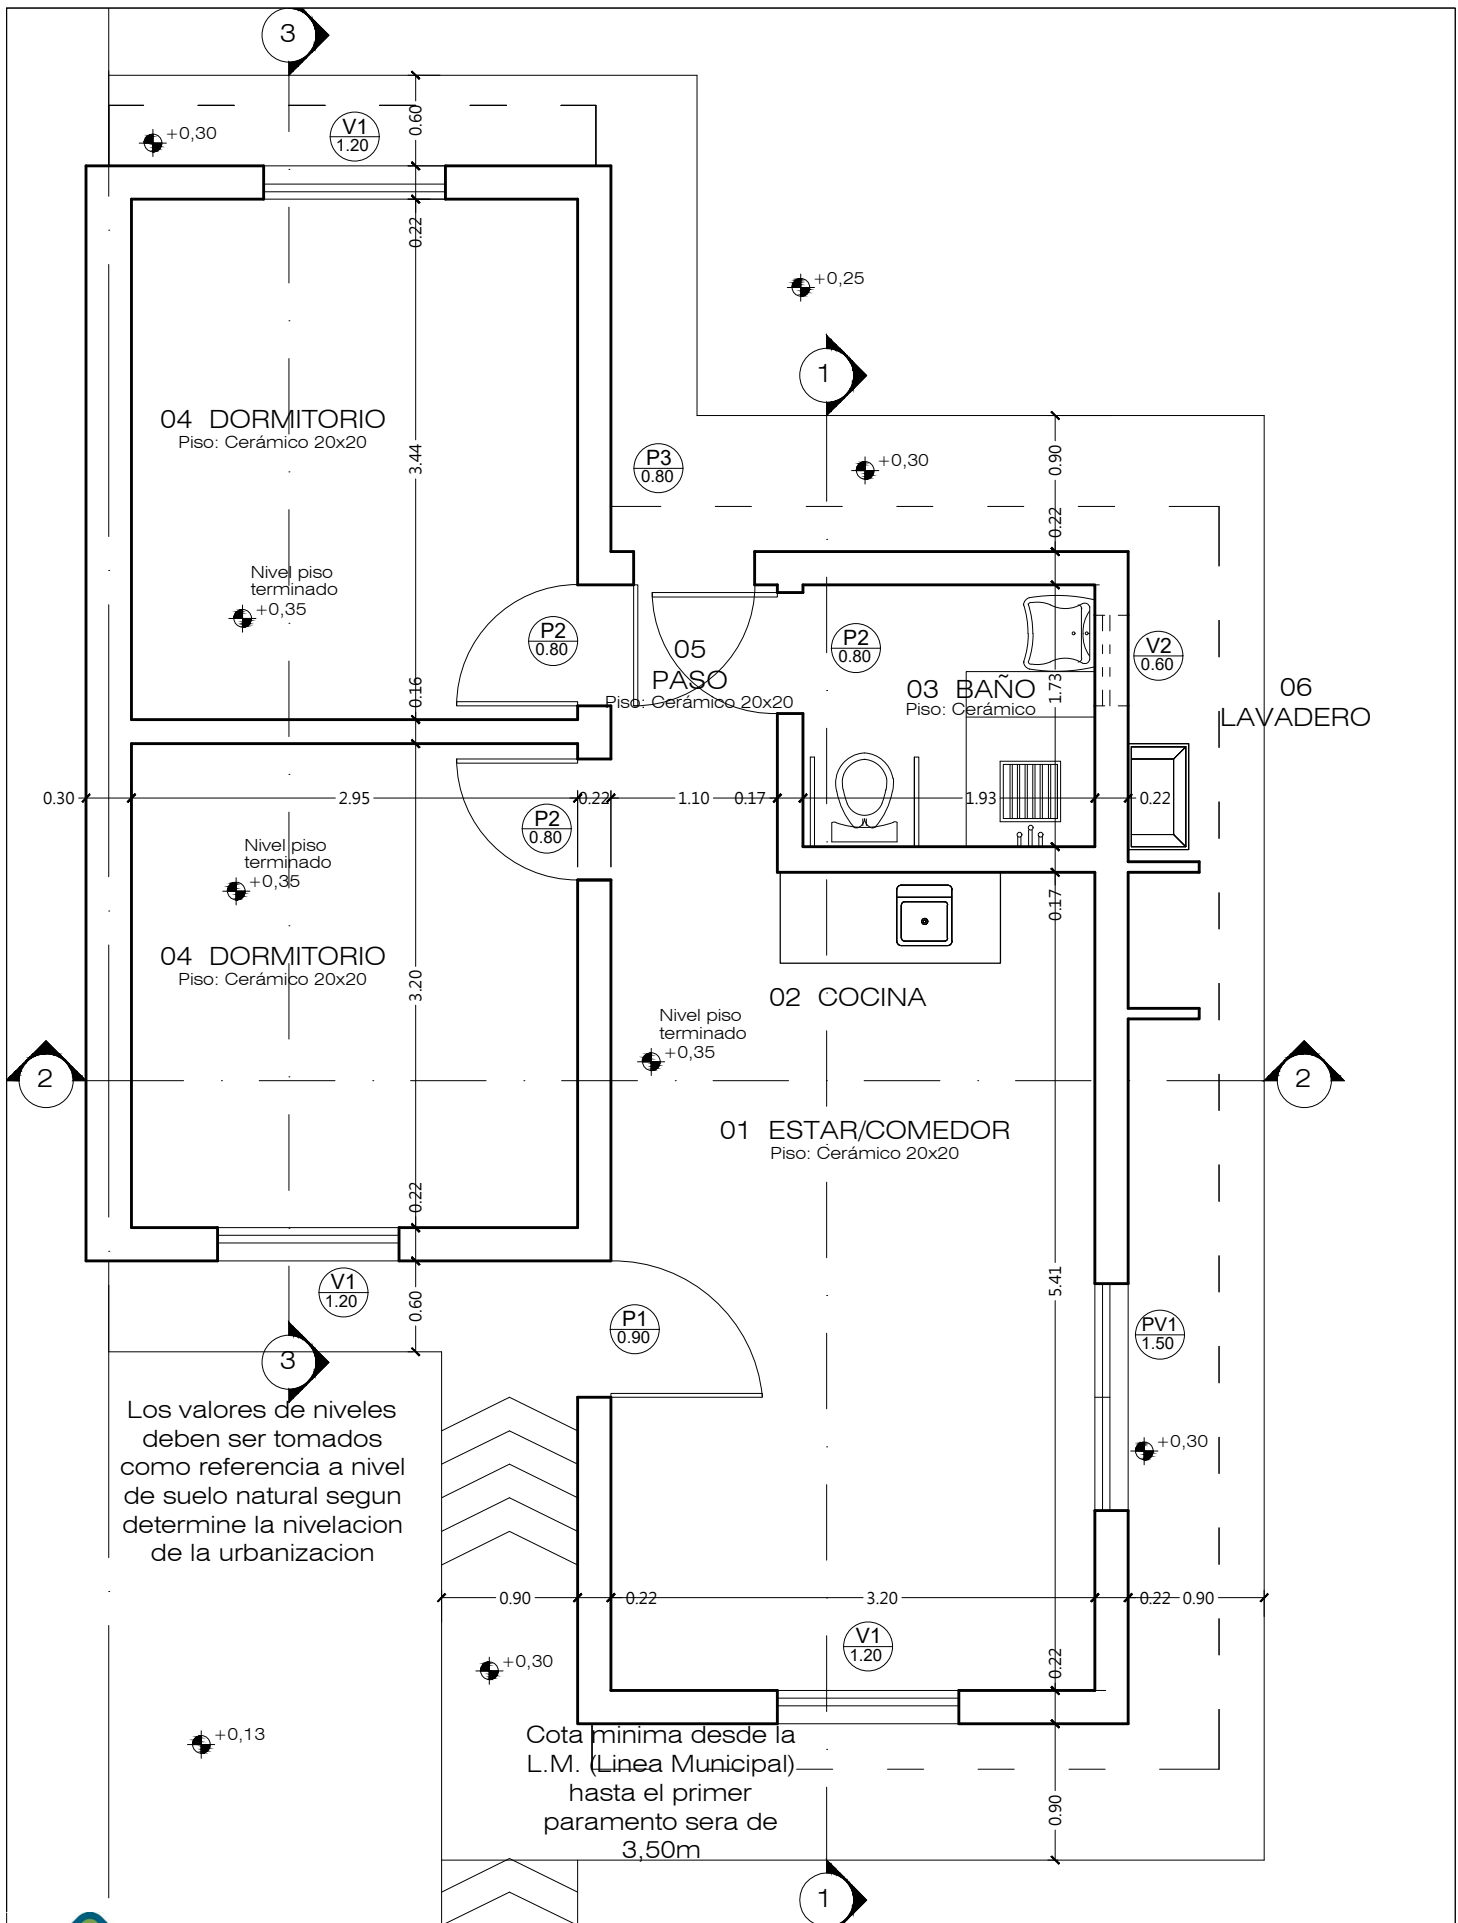 3
0.60
V1
1.20
+0,30
0.22
+0,25
1
04 DORMITORIO
Piso: Cerámico 20x20
3.44
P3
0.80
+0,30
0.90
0.22
Nivel piso
terminado
+0,35
P2
0.80
05
PASO
Piso: Cerámico 20x20
P2
0.80
03 BAÑO
Piso: Cerámico
1.73
V2
0.60
06
LAVADERO
0.16
0.30
2.95
0.22
1.10
0.17
1.93
0.22
P2
0.80
Nivel piso
terminado
+0,35
0.17
04 DORMITORIO
Piso: Cerámico 20x20
3.20
02 COCINA
Nivel piso
terminado
+0,35
2
2
01 ESTAR/COMEDOR
Piso: Cerámico 20x20
0.22
V1
1.20
0.60
5.41
P1
0.90
PV1
1.50
3
Los valores de niveles
deben ser tomados
como referencia a nivel
de suelo natural segun
determine la nivelacion
de la urbanizacion
+0,30
0.90
0.22
3.20
0.22
0.90
V1
1.20
0.22
+0,30
+0,13
Cota minima desde la
L.M. (Linea Municipal)
hasta el primer
paramento sera de
3,50m
0.90
1